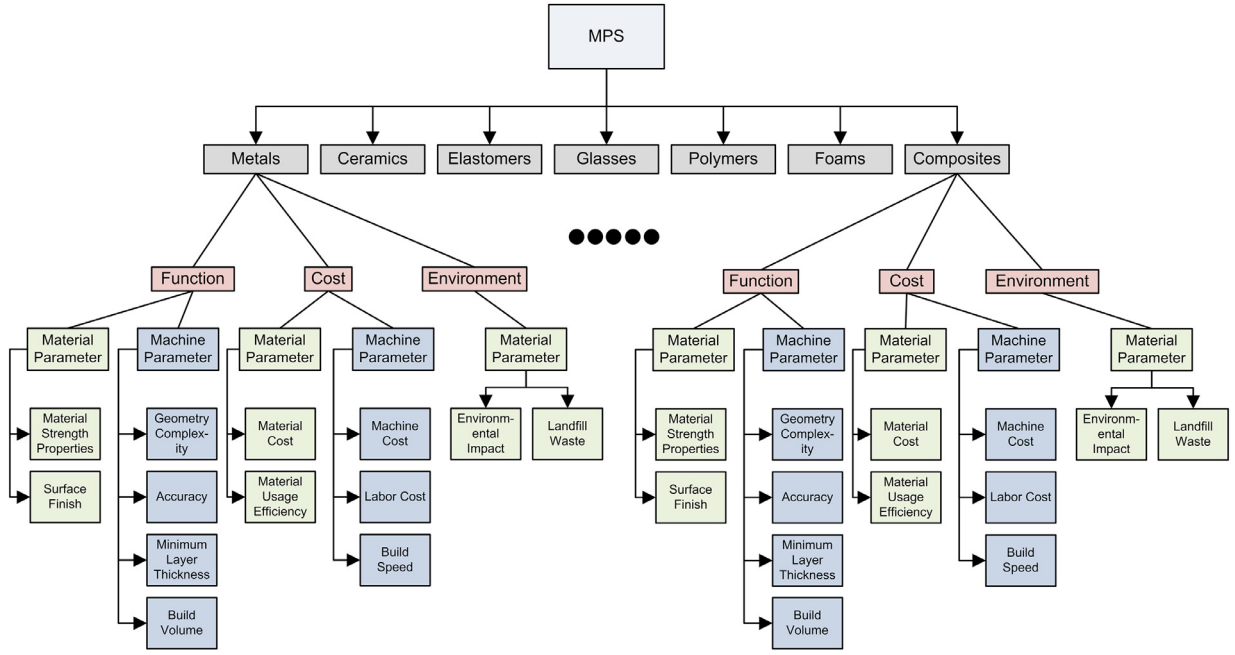 MPS
Metals
Ceramics
Elastomers
Glasses
Polymers
Foams
Composites
Function
Cost
Environment
Function
Cost
Environment
Material
Parameter
Machine
Parameter
Material
Parameter
Machine
Parameter
Material
Parameter
Material
Parameter
Machine
Parameter
Material
Parameter
Machine
Parameter
Material
Parameter
Material
Strength
Properties
Geometry
Complex-
ity
Material
Cost
Machine
Cost
Environm-
ental
Impact
Landfill
Waste
Material
Strength
Properties
Geometry
Complex-
ity
Material
Cost
Machine
Cost
Environm-
ental
Impact
Landfill
Waste
Surface
Finish
Accuracy
Material
Usage
Efficiency
Labor Cost
Surface
Finish
Accuracy
Material
Usage
Efficiency
Labor Cost
Minimum
Layer
Thickness
Build
Speed
Minimum
Layer
Thickness
Build
Speed
Build
Volume
Build
Volume